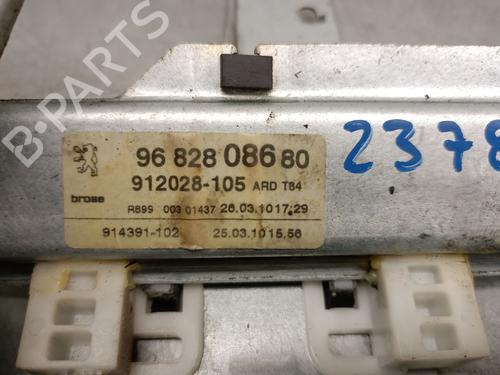 B-PARTS
96 828 086 80
2378
912028-105 ARD T84
brose
R899 003 01437 26.03.10 17:29
914391-102 25.03.10 15.56